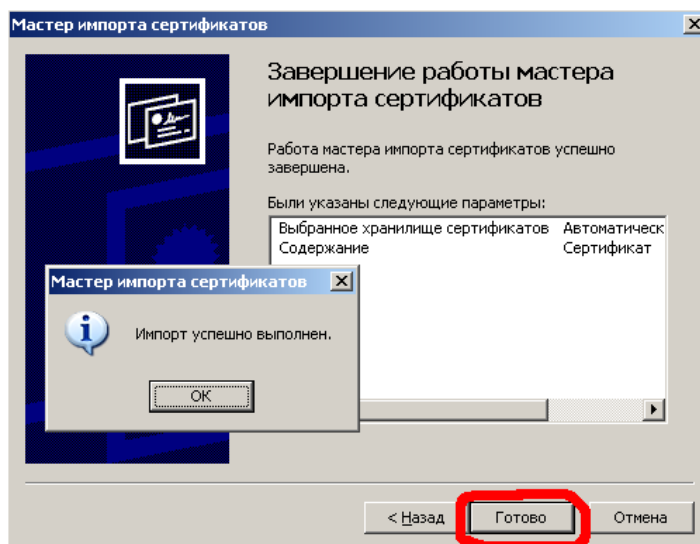 Мастер импорта сертификатов
Завершение работы мастера
импорта сертификатов
Работа мастера импорта сертификатов успешно
завершена.
Были указаны следующие параметры:
Выбранное хранилище сертификатов Автоматическ
Содержание Сертификат
Мастер импорта сертификатов
Импорт успешно выполнен.
ОК
< Назад Готово Отмена